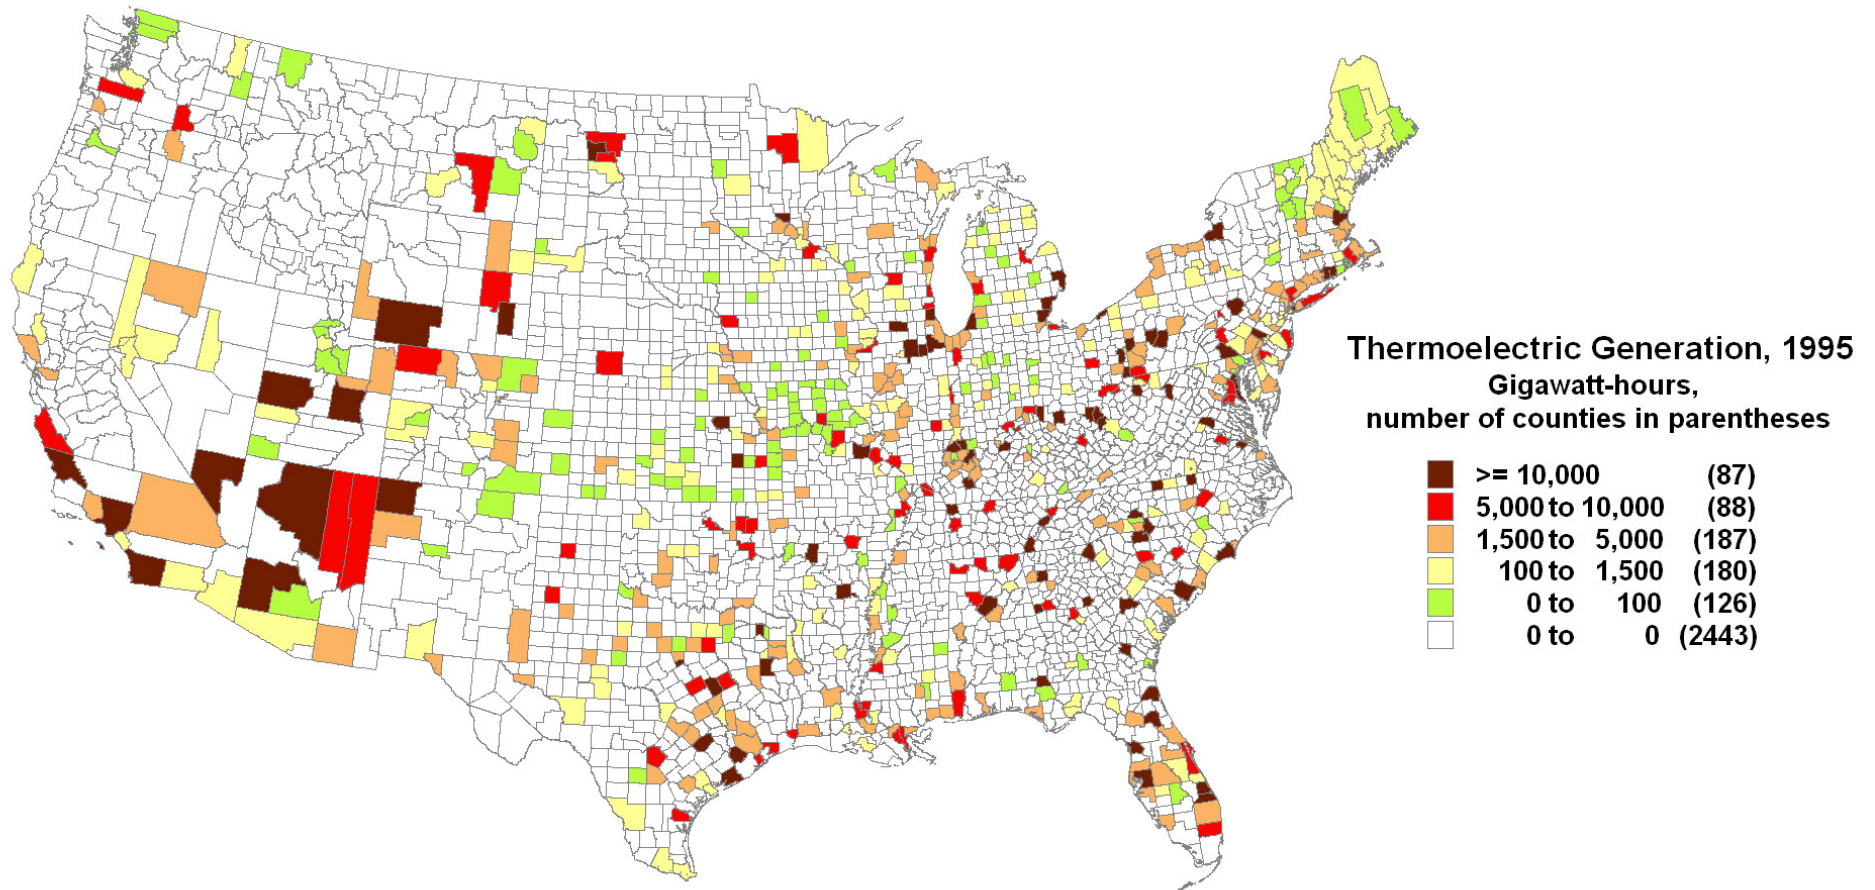 Thermoelectric Generation, 1995
Gigawatt-hours,
number of counties in parentheses
>= 10,000 (87)
5,000 to 10,000 (88)
1,500 to 5,000 (187)
100 to 1,500 (180)
0 to 100 (126)
0 to 0 (2443)